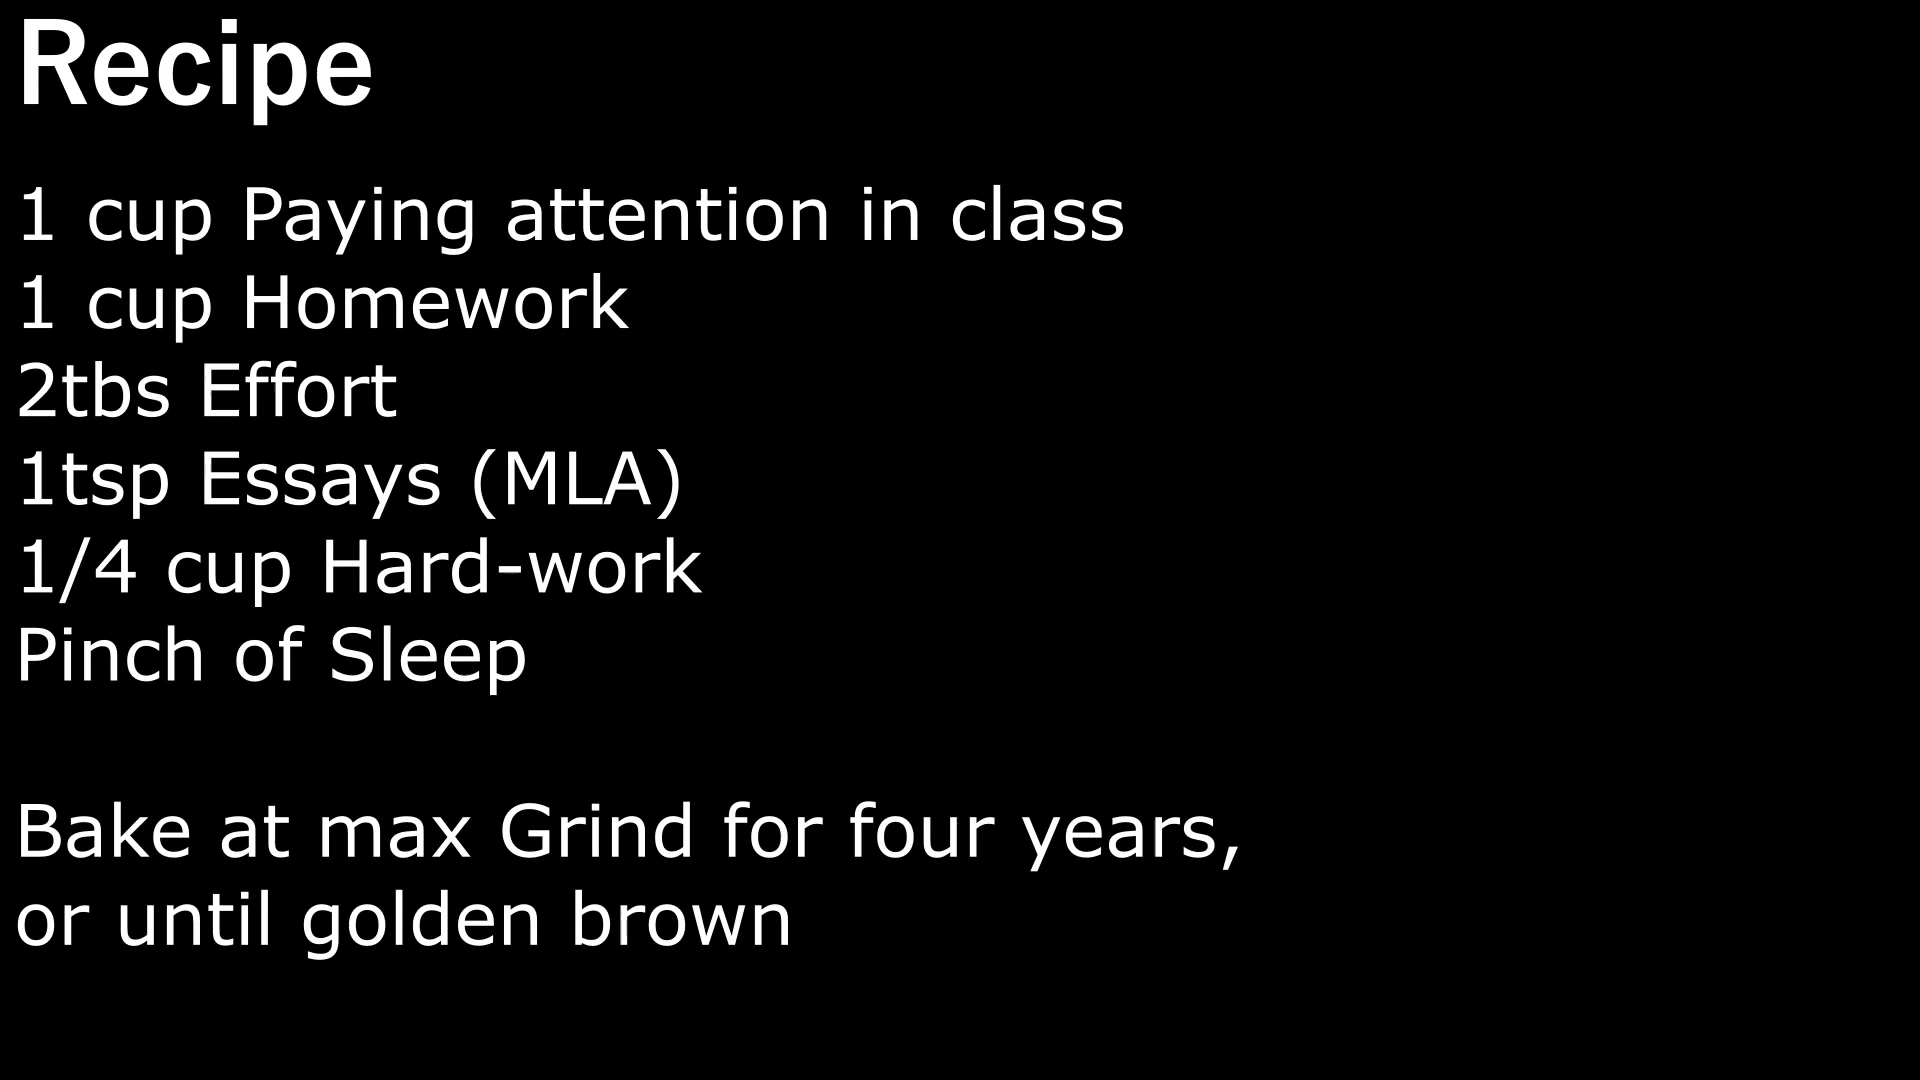 Recipe
1 cup Paying attention in class
1 cup Homework
2tbs Effort
1tsp Essays (MLA)
1/4 cup Hard-work
Pinch of Sleep
Bake at max Grind for four years,
or until golden brown